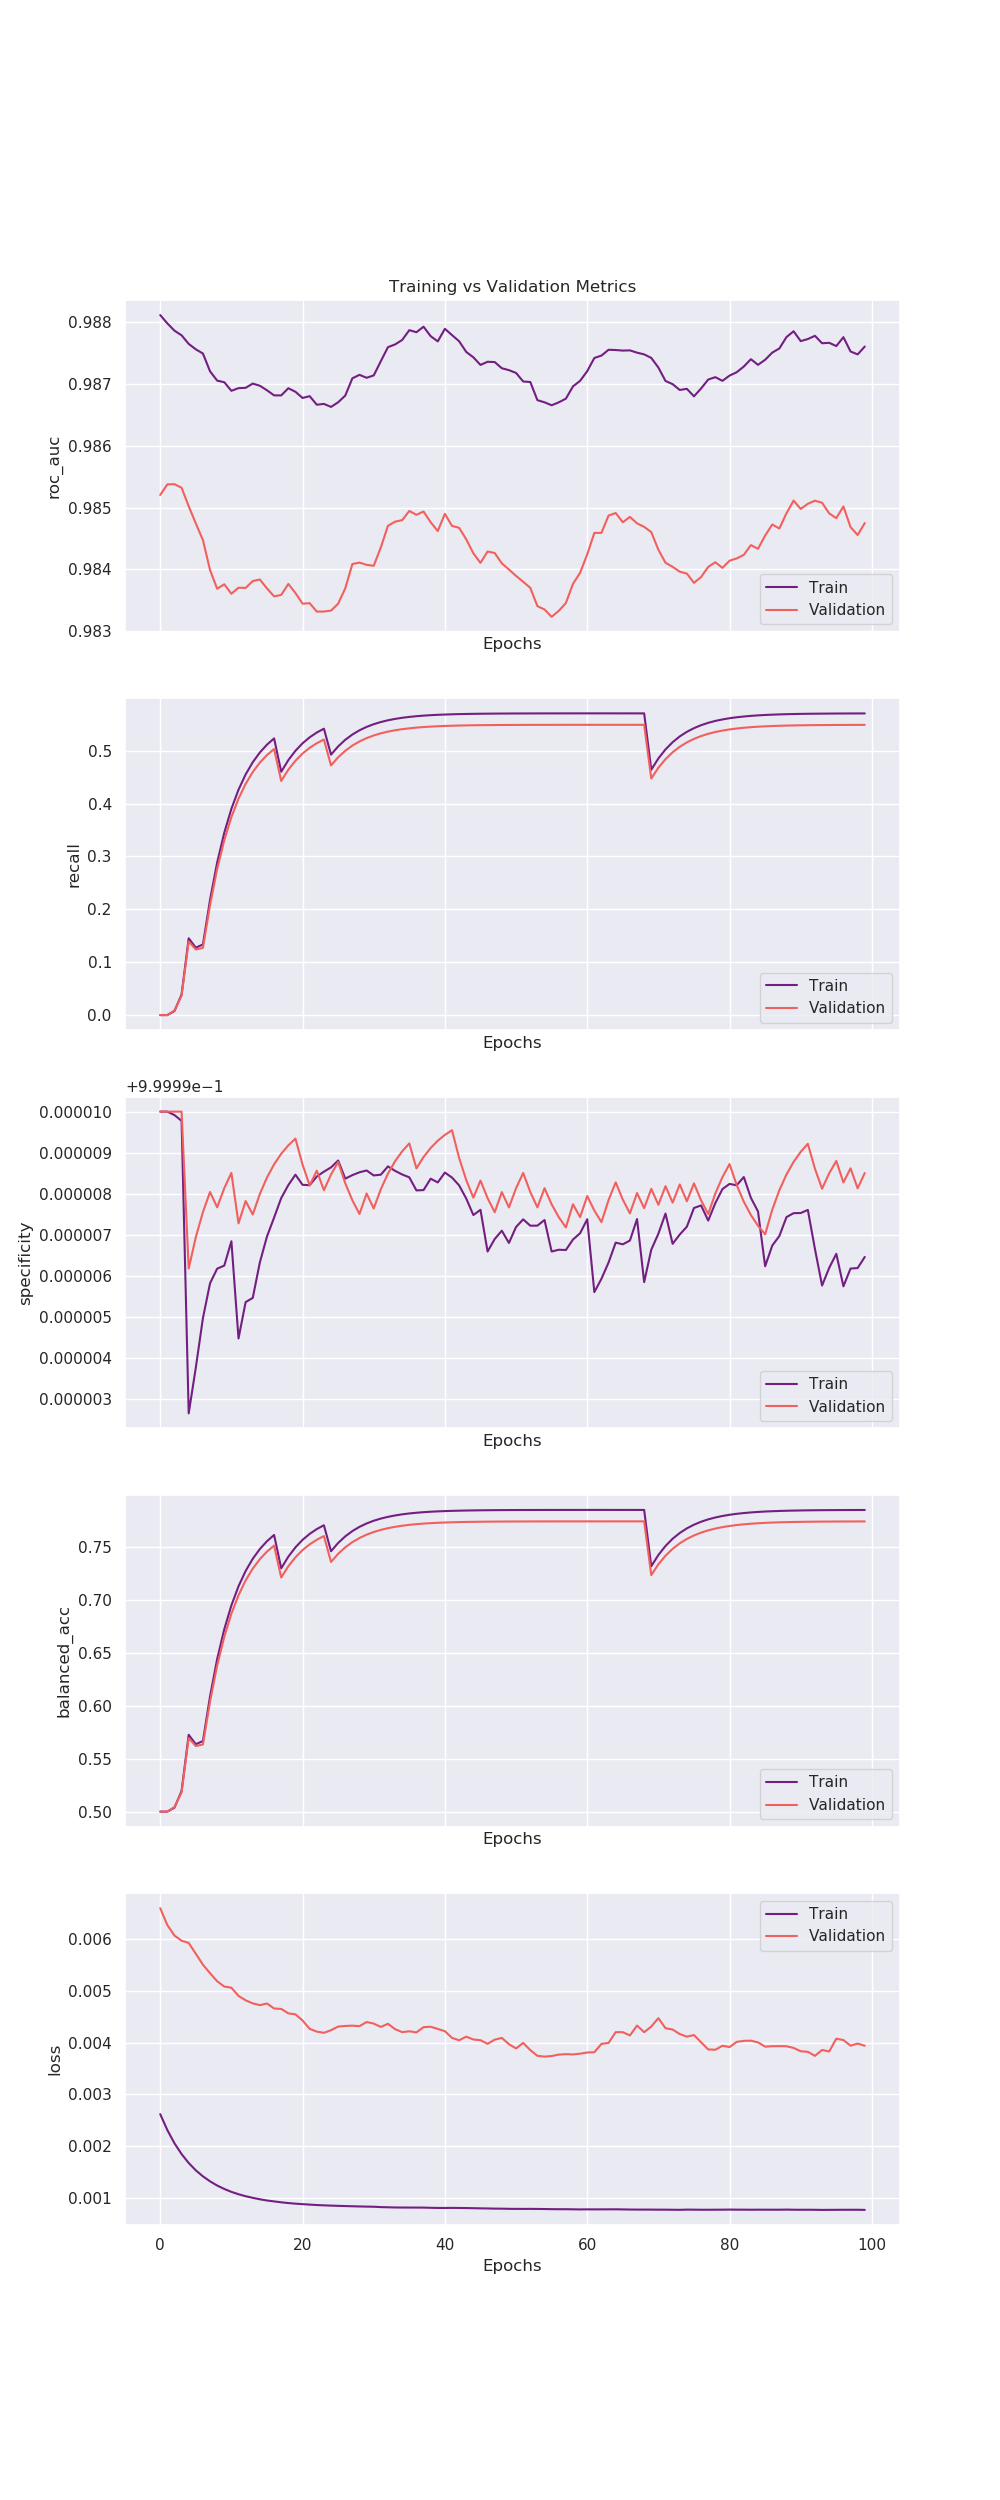 Training vs Validation Metrics
0.988
0.987
0.986
0.985
0.984
0.983
roc_auc
Train
Validation
Epochs
0.5
0.4
0.3
0.2
0.1
0.0
recall
Train
Validation
Epochs
+9.9999e−1
0.000010
0.000009
0.000008
0.000007
0.000006
0.000005
0.000004
0.000003
specificity
Train
Validation
Epochs
0.75
0.70
0.65
0.60
0.55
0.50
balanced_acc
Train
Validation
Epochs
0.006
0.005
0.004
0.003
0.002
0.001
loss
Train
Validation
0 20 40 60 80 100
Epochs